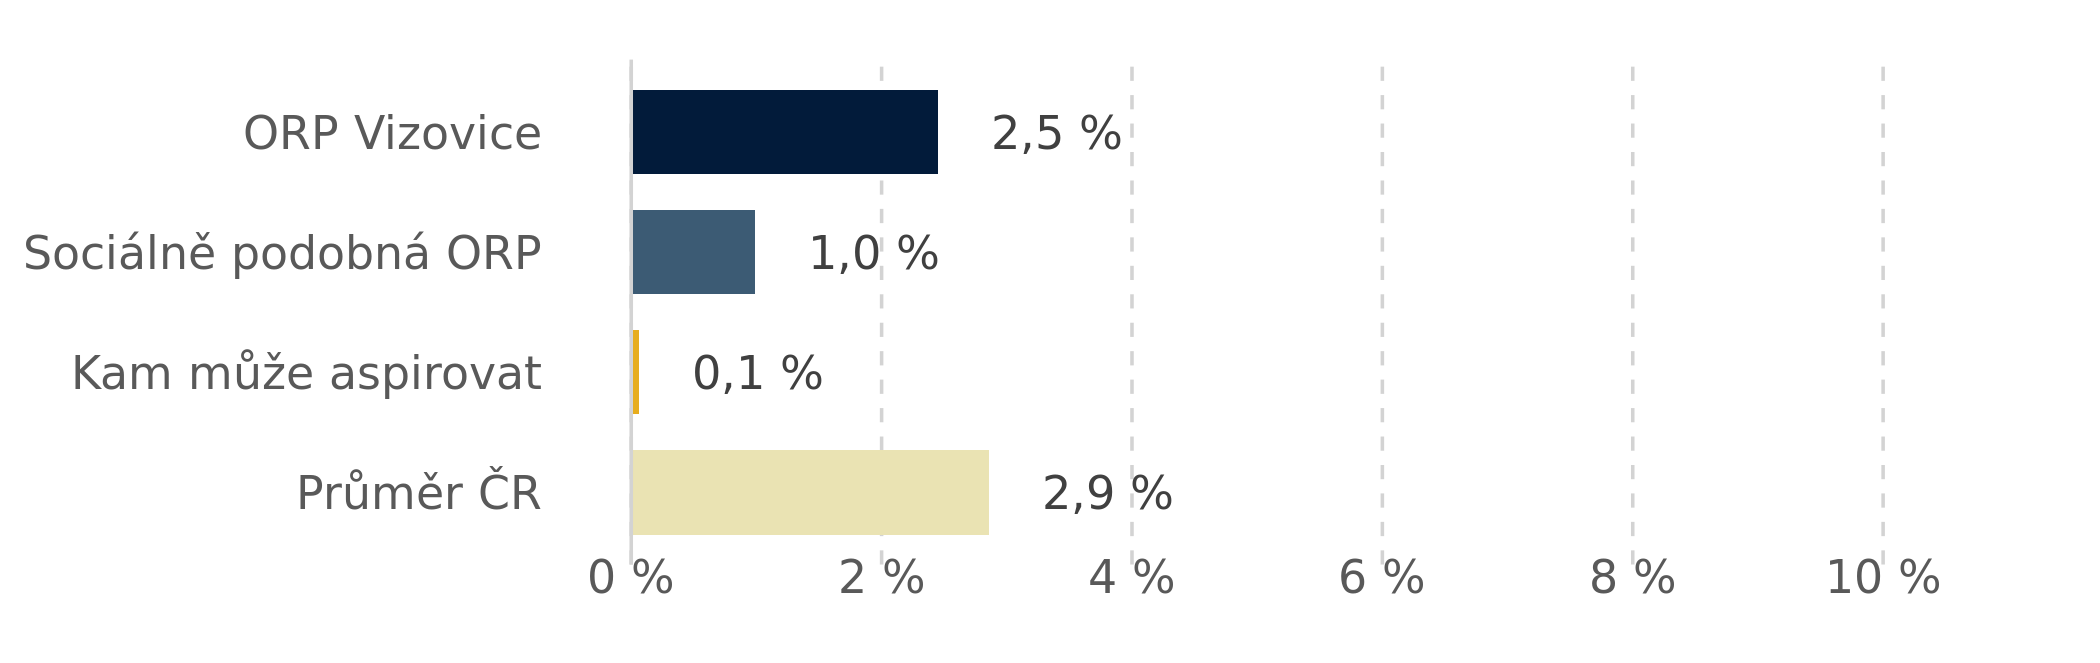 ORP Vizovice 2,5 %
Sociálně podobná ORP 1,0 %
Kam může aspirovat 0,1 %
Průměr ČR 2,9 %
0 % 2 % 4 % 6 % 8 % 10 %